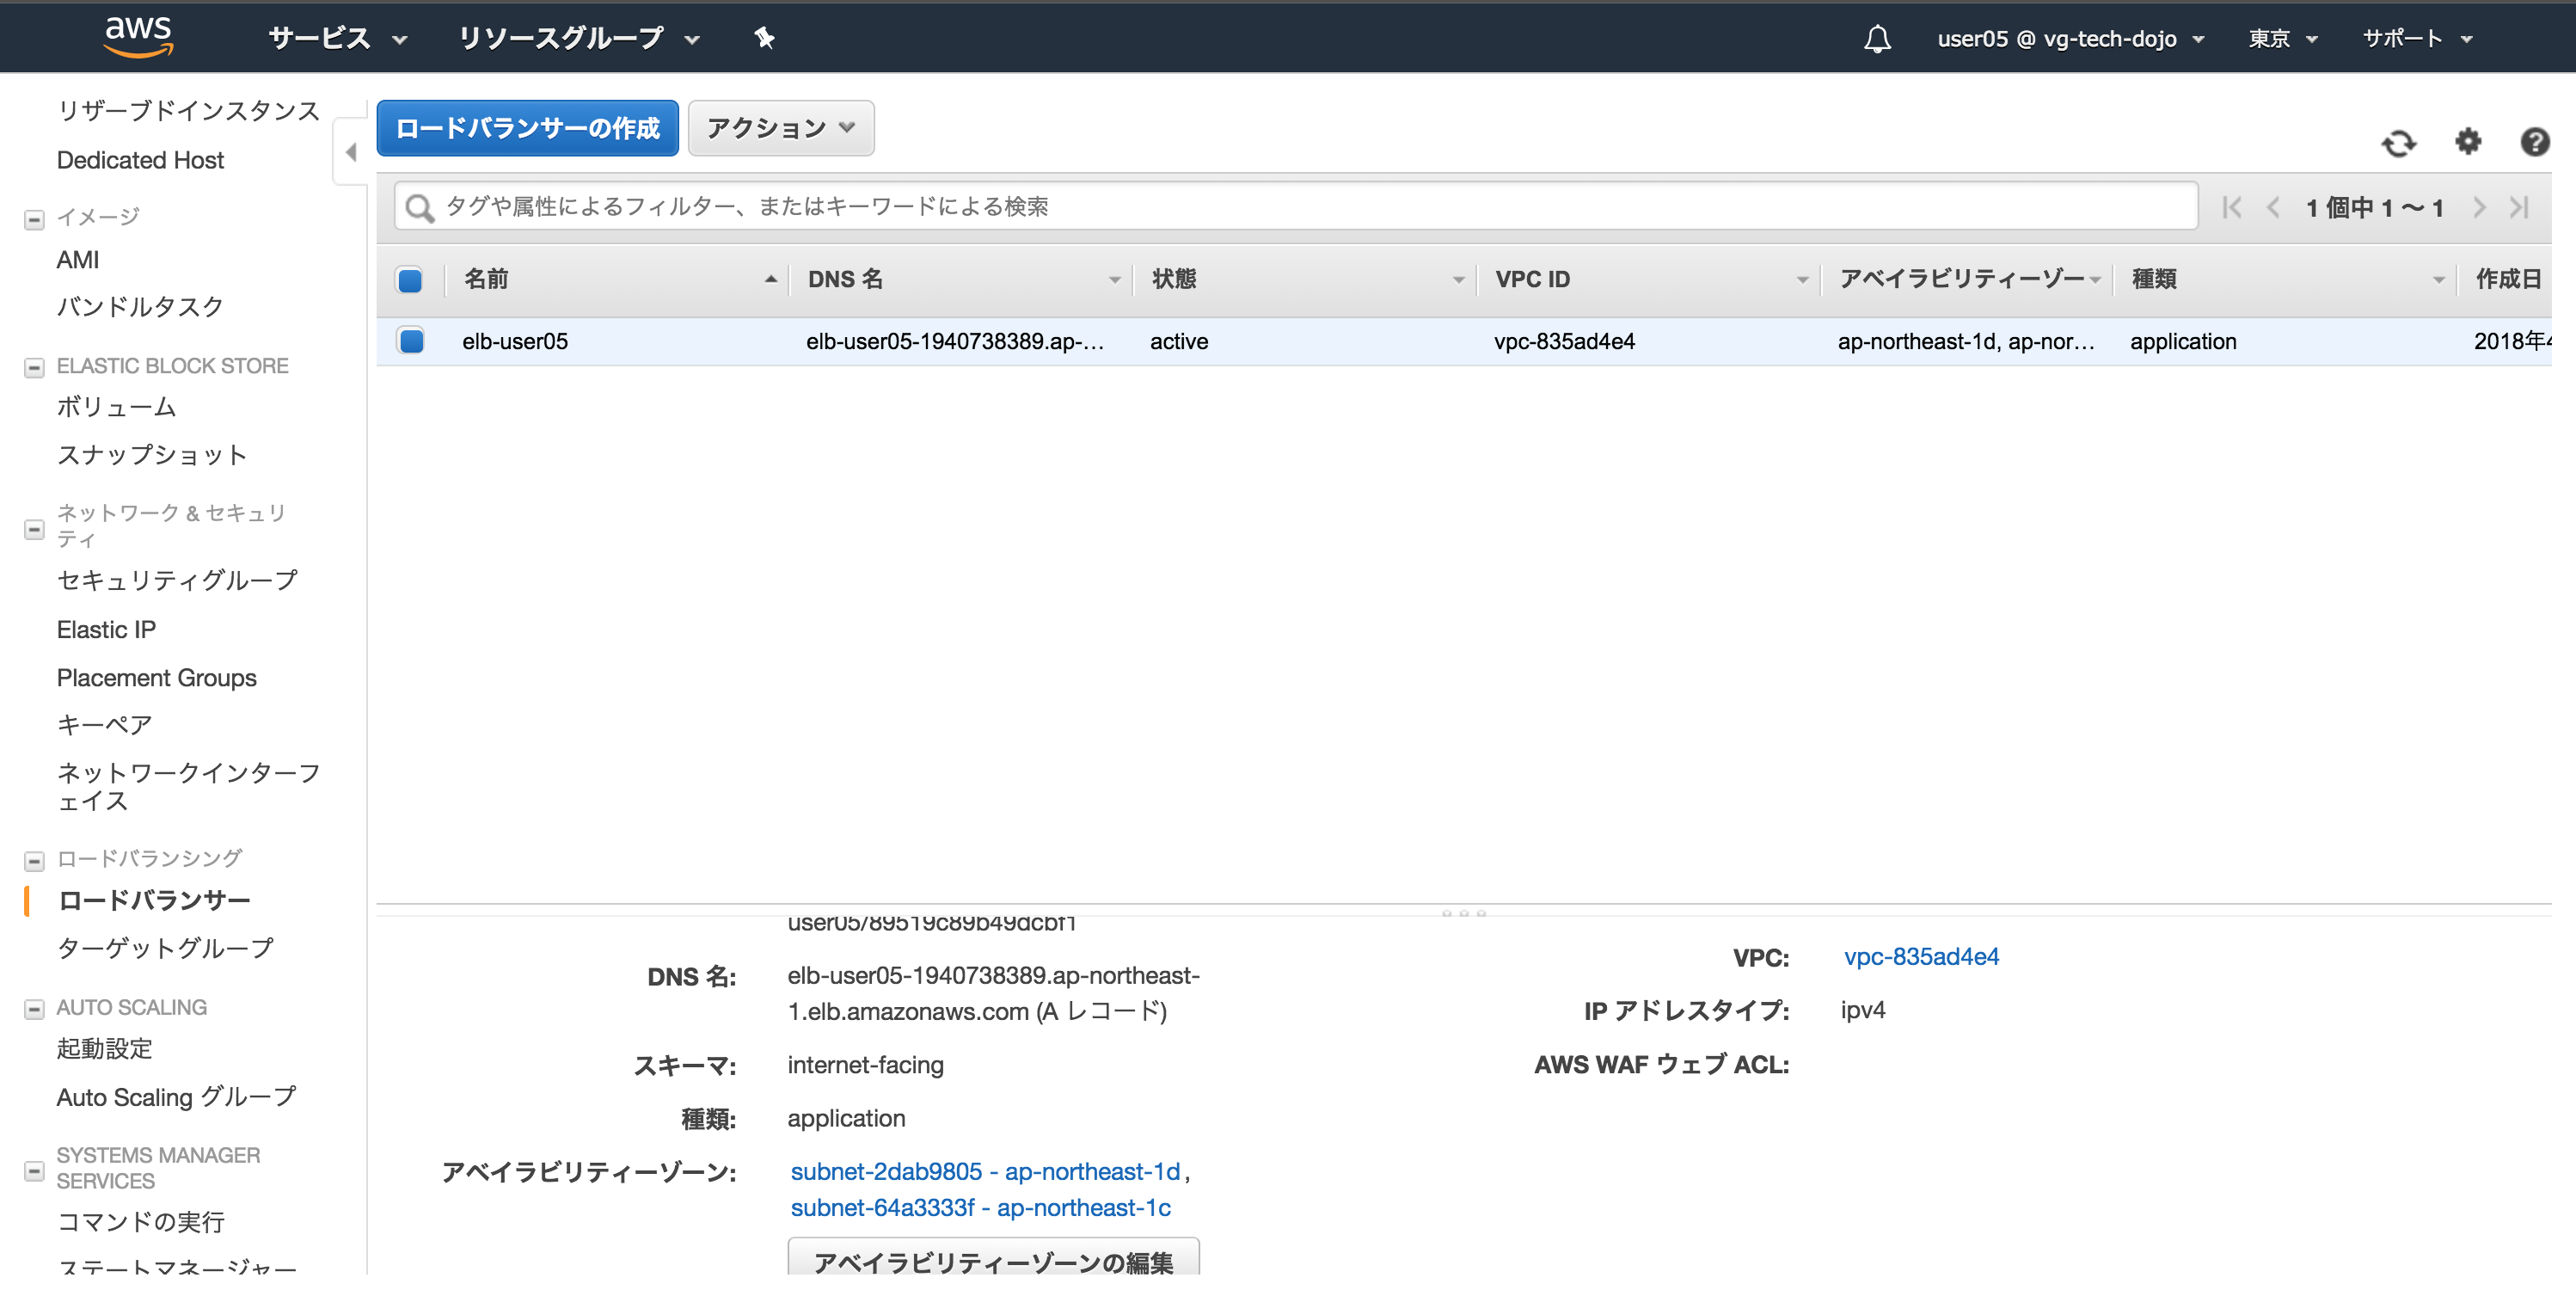 aws
サービス
リソースグループ
user05 @ vg-tech-dojo
東京
サポート
リザーブドインスタンス
Dedicated Host
イメージ
AMI
バンドルタスク
ELASTIC BLOCK STORE
ボリューム
スナップショット
ネットワーク & セキュリ
ティ
セキュリティグループ
Elastic IP
Placement Groups
キーペア
ネットワークインターフ
ェイス
ロードバランシング
ロードバランサー
ターゲットグループ
AUTO SCALING
起動設定
Auto Scaling グループ
SYSTEMS MANAGER
SERVICES
コマンドの実行
ステートマネージャー
ロードバランサーの作成
アクション
タグや属性によるフィルター、またはキーワードによる検索
1 個中 1 ～ 1
名前 DNS 名 状態 VPC ID アベイラビリティーゾー 種類 作成日
elb-user05 elb-user05-1940738389.ap-... active vpc-835ad4e4 ap-northeast-1d, ap-nor... application 2018年4
user05/89519c89b49dcbf1
DNS 名: elb-user05-1940738389.ap-northeast-
1.elb.amazonaws.com (A レコード)
スキーマ: internet-facing
種類: application
アベイラビリティーゾーン: subnet-2dab9805 - ap-northeast-1d,
subnet-64a3333f - ap-northeast-1c
アベイラビリティーゾーンの編集
VPC: vpc-835ad4e4
IP アドレスタイプ: ipv4
AWS WAF ウェブ ACL: